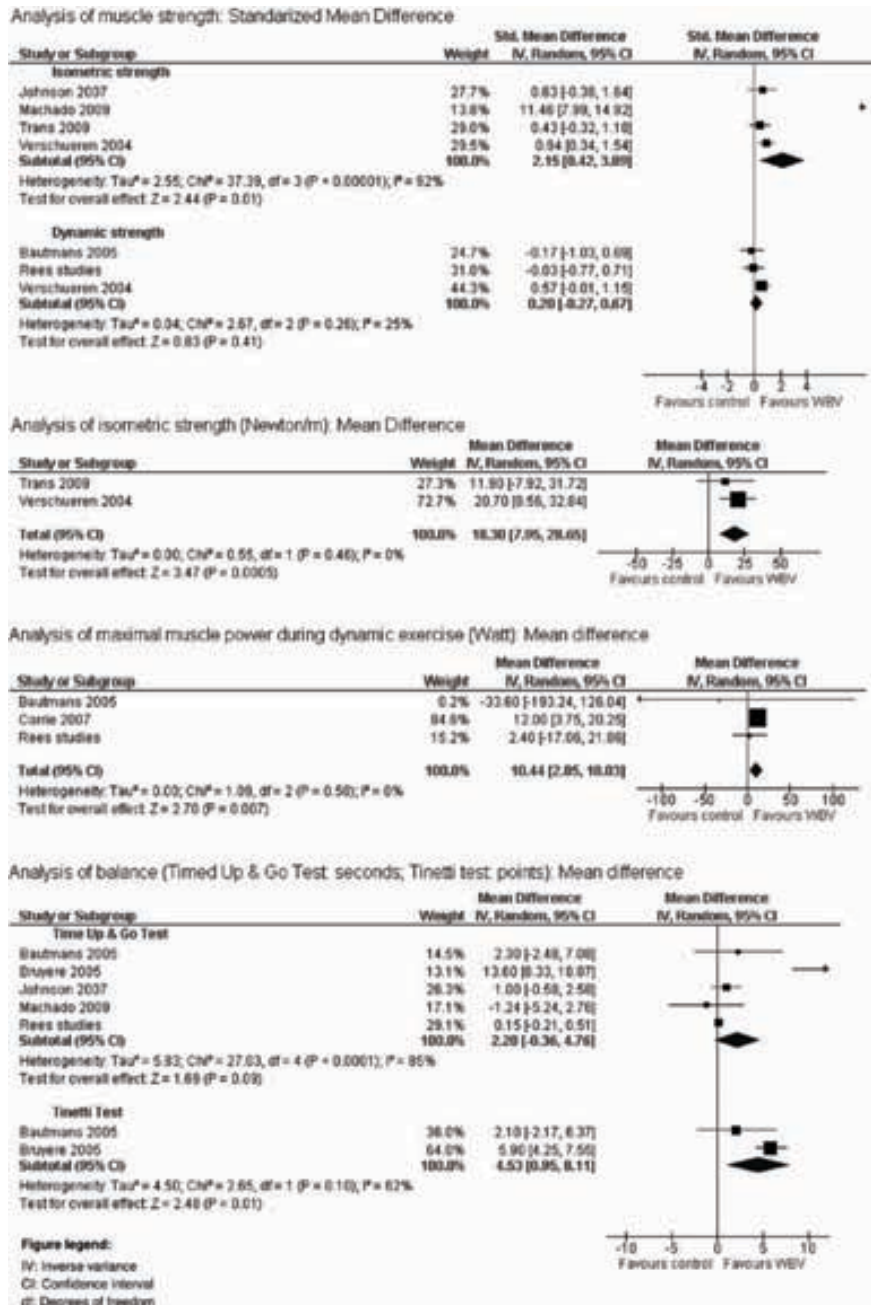 Analysis of muscle strength: Standarized Mean Difference
Std. Mean Difference Std. Mean Difference
Study or Subgroup Weight IV, Random, 95% CI IV, Random, 95% CI
Isometric strength
Johnson 2007 27.7% 0.63 [-0.38, 1.64]
Machado 2009 13.8% 11.46 [7.99, 14.92]
Trans 2009 29.0% 0.43 [-0.32, 1.18]
Verschueren 2004 29.5% 0.94 [0.34, 1.54]
Subtotal (95% CI) 100.0% 2.15 [0.42, 3.89]
Heterogeneity: Tau² = 2.55; Chi² = 37.39, df = 3 (P < 0.00001); I² = 92%
Test for overall effect: Z = 2.44 (P = 0.01)
Dynamic strength
Bautmans 2005 24.7% -0.17 [-1.03, 0.69]
Rees studies 31.0% -0.03 [-0.77, 0.71]
Verschueren 2004 44.3% 0.57 [-0.01, 1.15]
Subtotal (95% CI) 100.0% 0.20 [-0.27, 0.67]
Heterogeneity: Tau² = 0.04; Chi² = 2.67, df = 2 (P = 0.26); I² = 25%
Test for overall effect: Z = 0.83 (P = 0.41)
-4 -2 0 2 4
Favours control Favours WBV
Analysis of isometric strength (Newton/m): Mean Difference
Mean Difference Mean Difference
Study or Subgroup Weight IV, Random, 95% CI IV, Random, 95% CI
Trans 2009 27.3% 11.90 [-7.92, 31.72]
Verschueren 2004 72.7% 20.70 [8.56, 32.84]
Total (95% CI) 100.0% 18.30 [7.95, 28.65]
Heterogeneity: Tau² = 0.00; Chi² = 0.55, df = 1 (P = 0.46); I² = 0%
Test for overall effect: Z = 3.47 (P = 0.0005)
-50 -25 0 25 50
Favours control Favours WBV
Analysis of maximal muscle power during dynamic exercise (Watt): Mean difference
Mean Difference Mean Difference
Study or Subgroup Weight IV, Random, 95% CI IV, Random, 95% CI
Bautmans 2005 0.2% -33.60 [-193.24, 126.04]
Corrie 2007 84.6% 12.00 [3.75, 20.25]
Rees studies 15.2% 2.40 [-17.06, 21.86]
Total (95% CI) 100.0% 10.44 [2.85, 18.03]
Heterogeneity: Tau² = 0.00; Chi² = 1.09, df = 2 (P = 0.58); I² = 0%
Test for overall effect: Z = 2.70 (P = 0.007)
-100 -50 0 50 100
Favours control Favours WBV
Analysis of balance (Timed Up & Go Test: seconds; Tinetti test: points): Mean difference
Mean Difference Mean Difference
Study or Subgroup Weight IV, Random, 95% CI IV, Random, 95% CI
Time Up & Go Test
Bautmans 2005 14.5% 2.30 [-2.48, 7.08]
Bruyere 2005 13.1% 13.60 [8.33, 18.87]
Johnson 2007 26.3% 1.00 [-0.58, 2.58]
Machado 2009 17.1% -1.24 [-5.24, 2.76]
Rees studies 29.1% 0.15 [-0.21, 0.51]
Subtotal (95% CI) 100.0% 2.20 [-0.36, 4.76]
Heterogeneity: Tau² = 5.83; Chi² = 27.03, df = 4 (P < 0.0001); I² = 85%
Test for overall effect: Z = 1.69 (P = 0.09)
Tinetti Test
Bautmans 2005 36.0% 2.10 [-2.17, 6.37]
Bruyere 2005 64.0% 5.90 [4.25, 7.55]
Subtotal (95% CI) 100.0% 4.53 [0.95, 8.11]
Heterogeneity: Tau² = 4.50; Chi² = 2.65, df = 1 (P = 0.10); I² = 62%
Test for overall effect: Z = 2.48 (P = 0.01)
-10 -5 0 5 10
Favours control Favours WBV
Figure legend:
IV: Inverse variance
CI: Confidence interval
df: Decrees of freedom